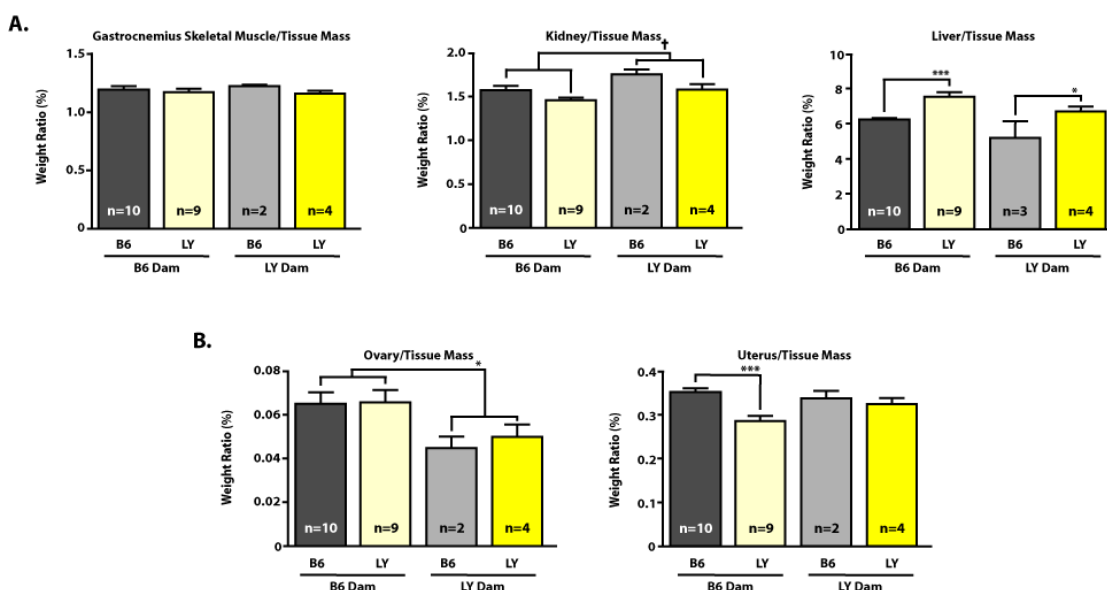 A.
Gastrocnemius Skeletal Muscle/Tissue Mass
Weight Ratio (%)
1.5
1.0
0.5
0
n=10
n=9
n=2
n=4
B6 LY B6 LY
B6 Dam LY Dam
Kidney/Tissue Mass
†
Weight Ratio (%)
2.0
1.5
1.0
0.5
0
n=10
n=9
n=2
n=4
B6 LY B6 LY
B6 Dam LY Dam
Liver/Tissue Mass
***
*
Weight Ratio (%)
10
8
6
4
2
0
n=10
n=9
n=3
n=4
B6 LY B6 LY
B6 Dam LY Dam
B.
Ovary/Tissue Mass
*
Weight Ratio (%)
0.08
0.06
0.04
0.02
0
n=10
n=9
n=2
n=4
B6 LY B6 LY
B6 Dam LY Dam
Uterus/Tissue Mass
***
Weight Ratio (%)
0.4
0.3
0.2
0.1
0
n=10
n=9
n=2
n=4
B6 LY B6 LY
B6 Dam LY Dam